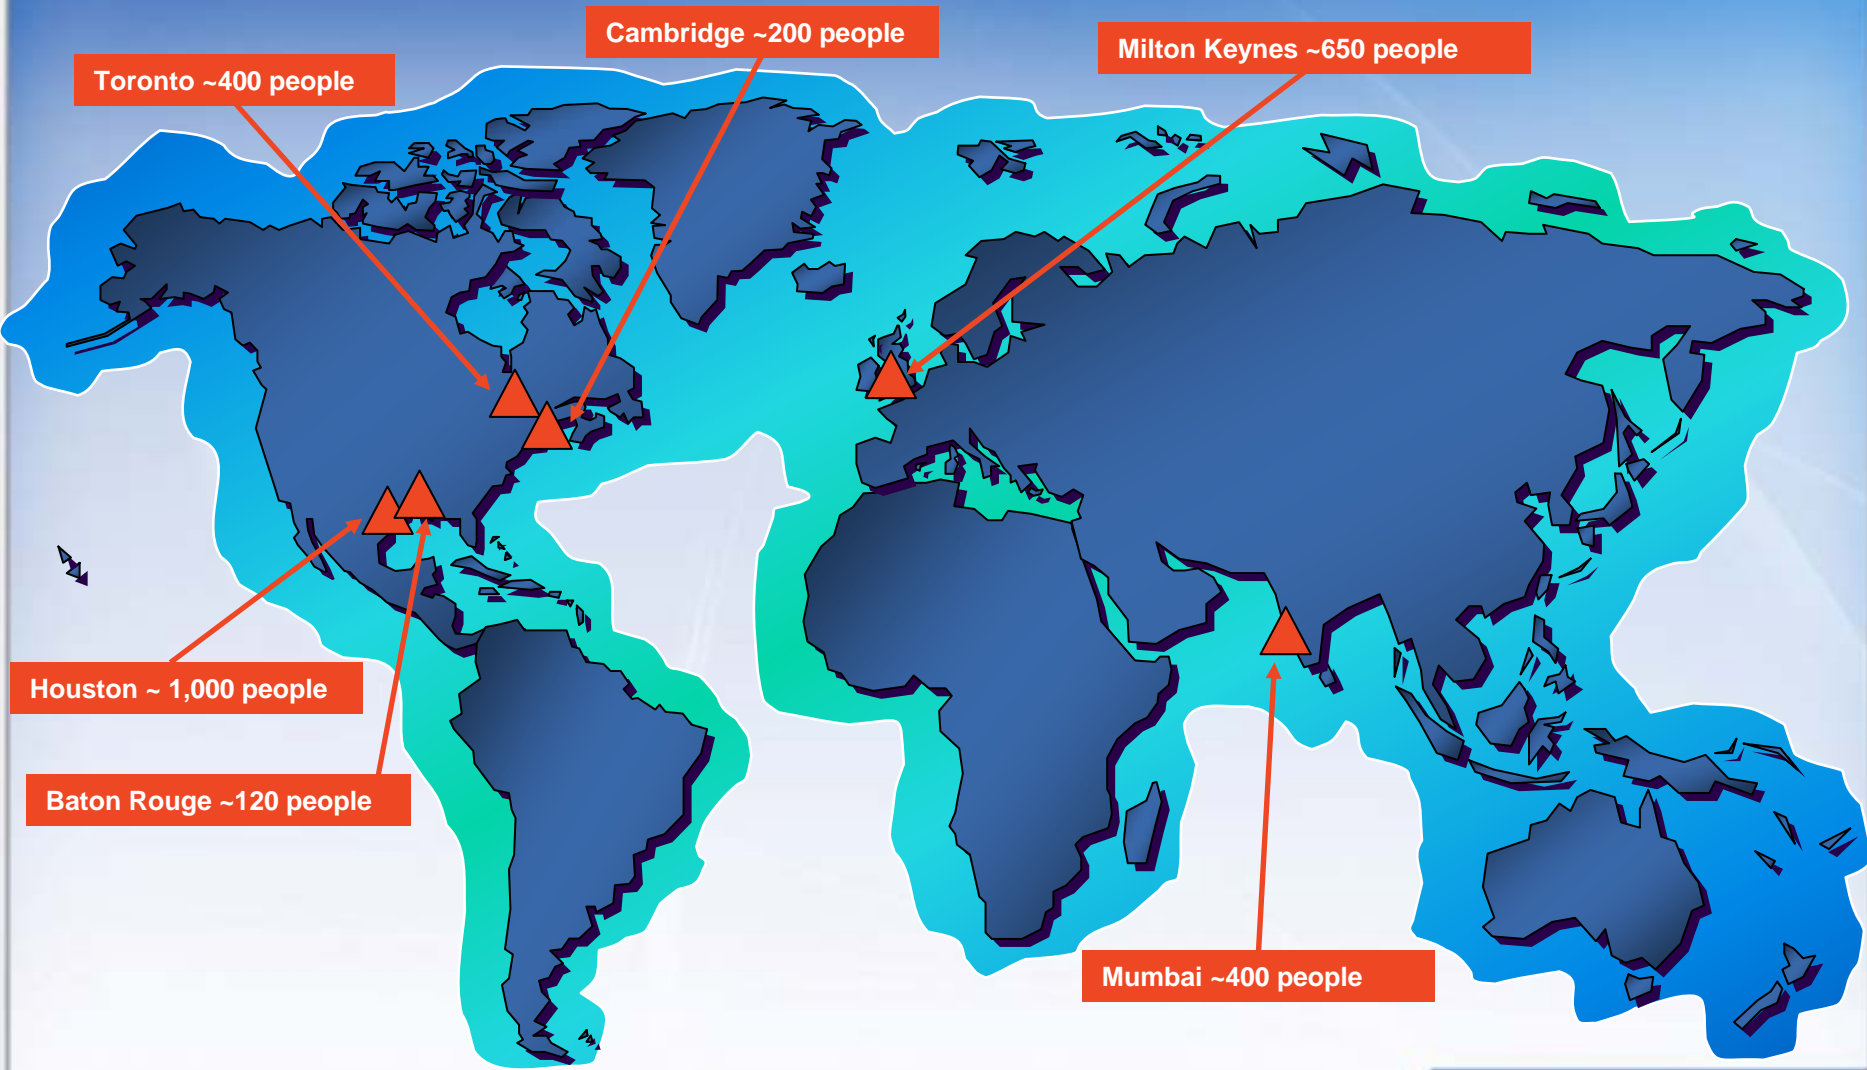 Cambridge ~200 people
Milton Keynes ~650 people
Toronto ~400 people
Houston ~ 1,000 people
Baton Rouge ~120 people
Mumbai ~400 people